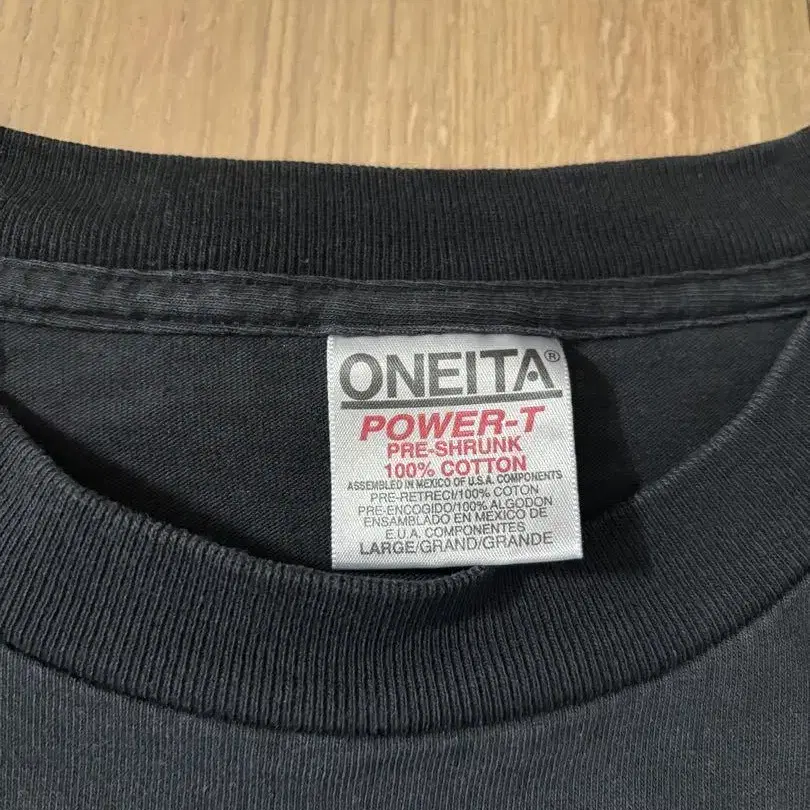 ONEITA®
POWER-T
PRE-SHRUNK
100% COTTON
ASSEMBLED IN MEXICO OF U.S.A. COMPONENTS
PRE-RETRECI/100% COTON
PRE-ENCOGIDO/100% ALGODON
ENSAMBLADO EN MEXICO DE
E.U.A. COMPONENTES
LARGE/GRAND/GRANDE